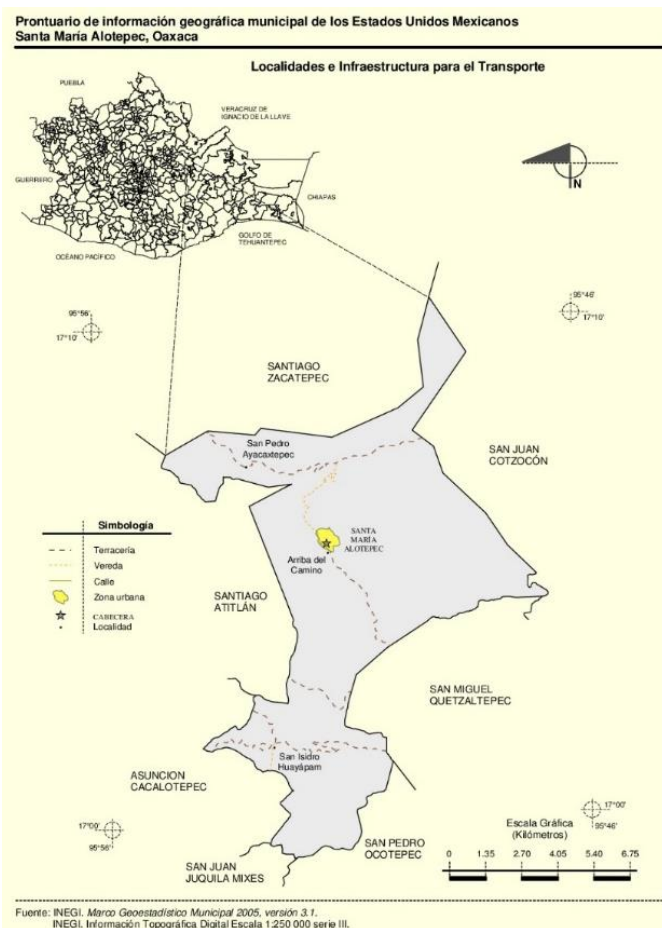 Prontuario de información geográfica municipal de los Estados Unidos Mexicanos
Santa María Alotepec, Oaxaca
Localidades e Infraestructura para el Transporte
PUEBLA
VERACRUZ DE
IGNACIO DE LA LLAVE
GUERRERO
CHIAPAS
GOLFO DE
TEHUANTEPEC
OCÉANO PACÍFICO
N
95°56'
17°10'
95°46'
17°10'
SANTIAGO
ZACATEPEC
San Pedro
Ayacaxtepec
SAN JUAN
COTZOCÓN
Simbología
Terracería
Vereda
Calle
Zona urbana
CABECERA
Localidad
SANTA
MARÍA
ALOTEPEC
Arriba del
Camino
SANTIAGO
ATITLÁN
SAN MIGUEL
QUETZALTEPEC
San Isidro
Huayápam
ASUNCION
CACALOTEPEC
17°00'
95°56'
SAN JUAN
JUQUILA MIXES
SAN PEDRO
OCOTEPEC
17°00'
95°46'
Escala Gráfica
(Kilómetros)
0 1.35 2.70 4.05 5.40 6.75
Fuente: INEGI. Marco Geoestadístico Municipal 2005, versión 3.1.
INEGI. Información Topográfica Digital Escala 1:250 000 serie III.